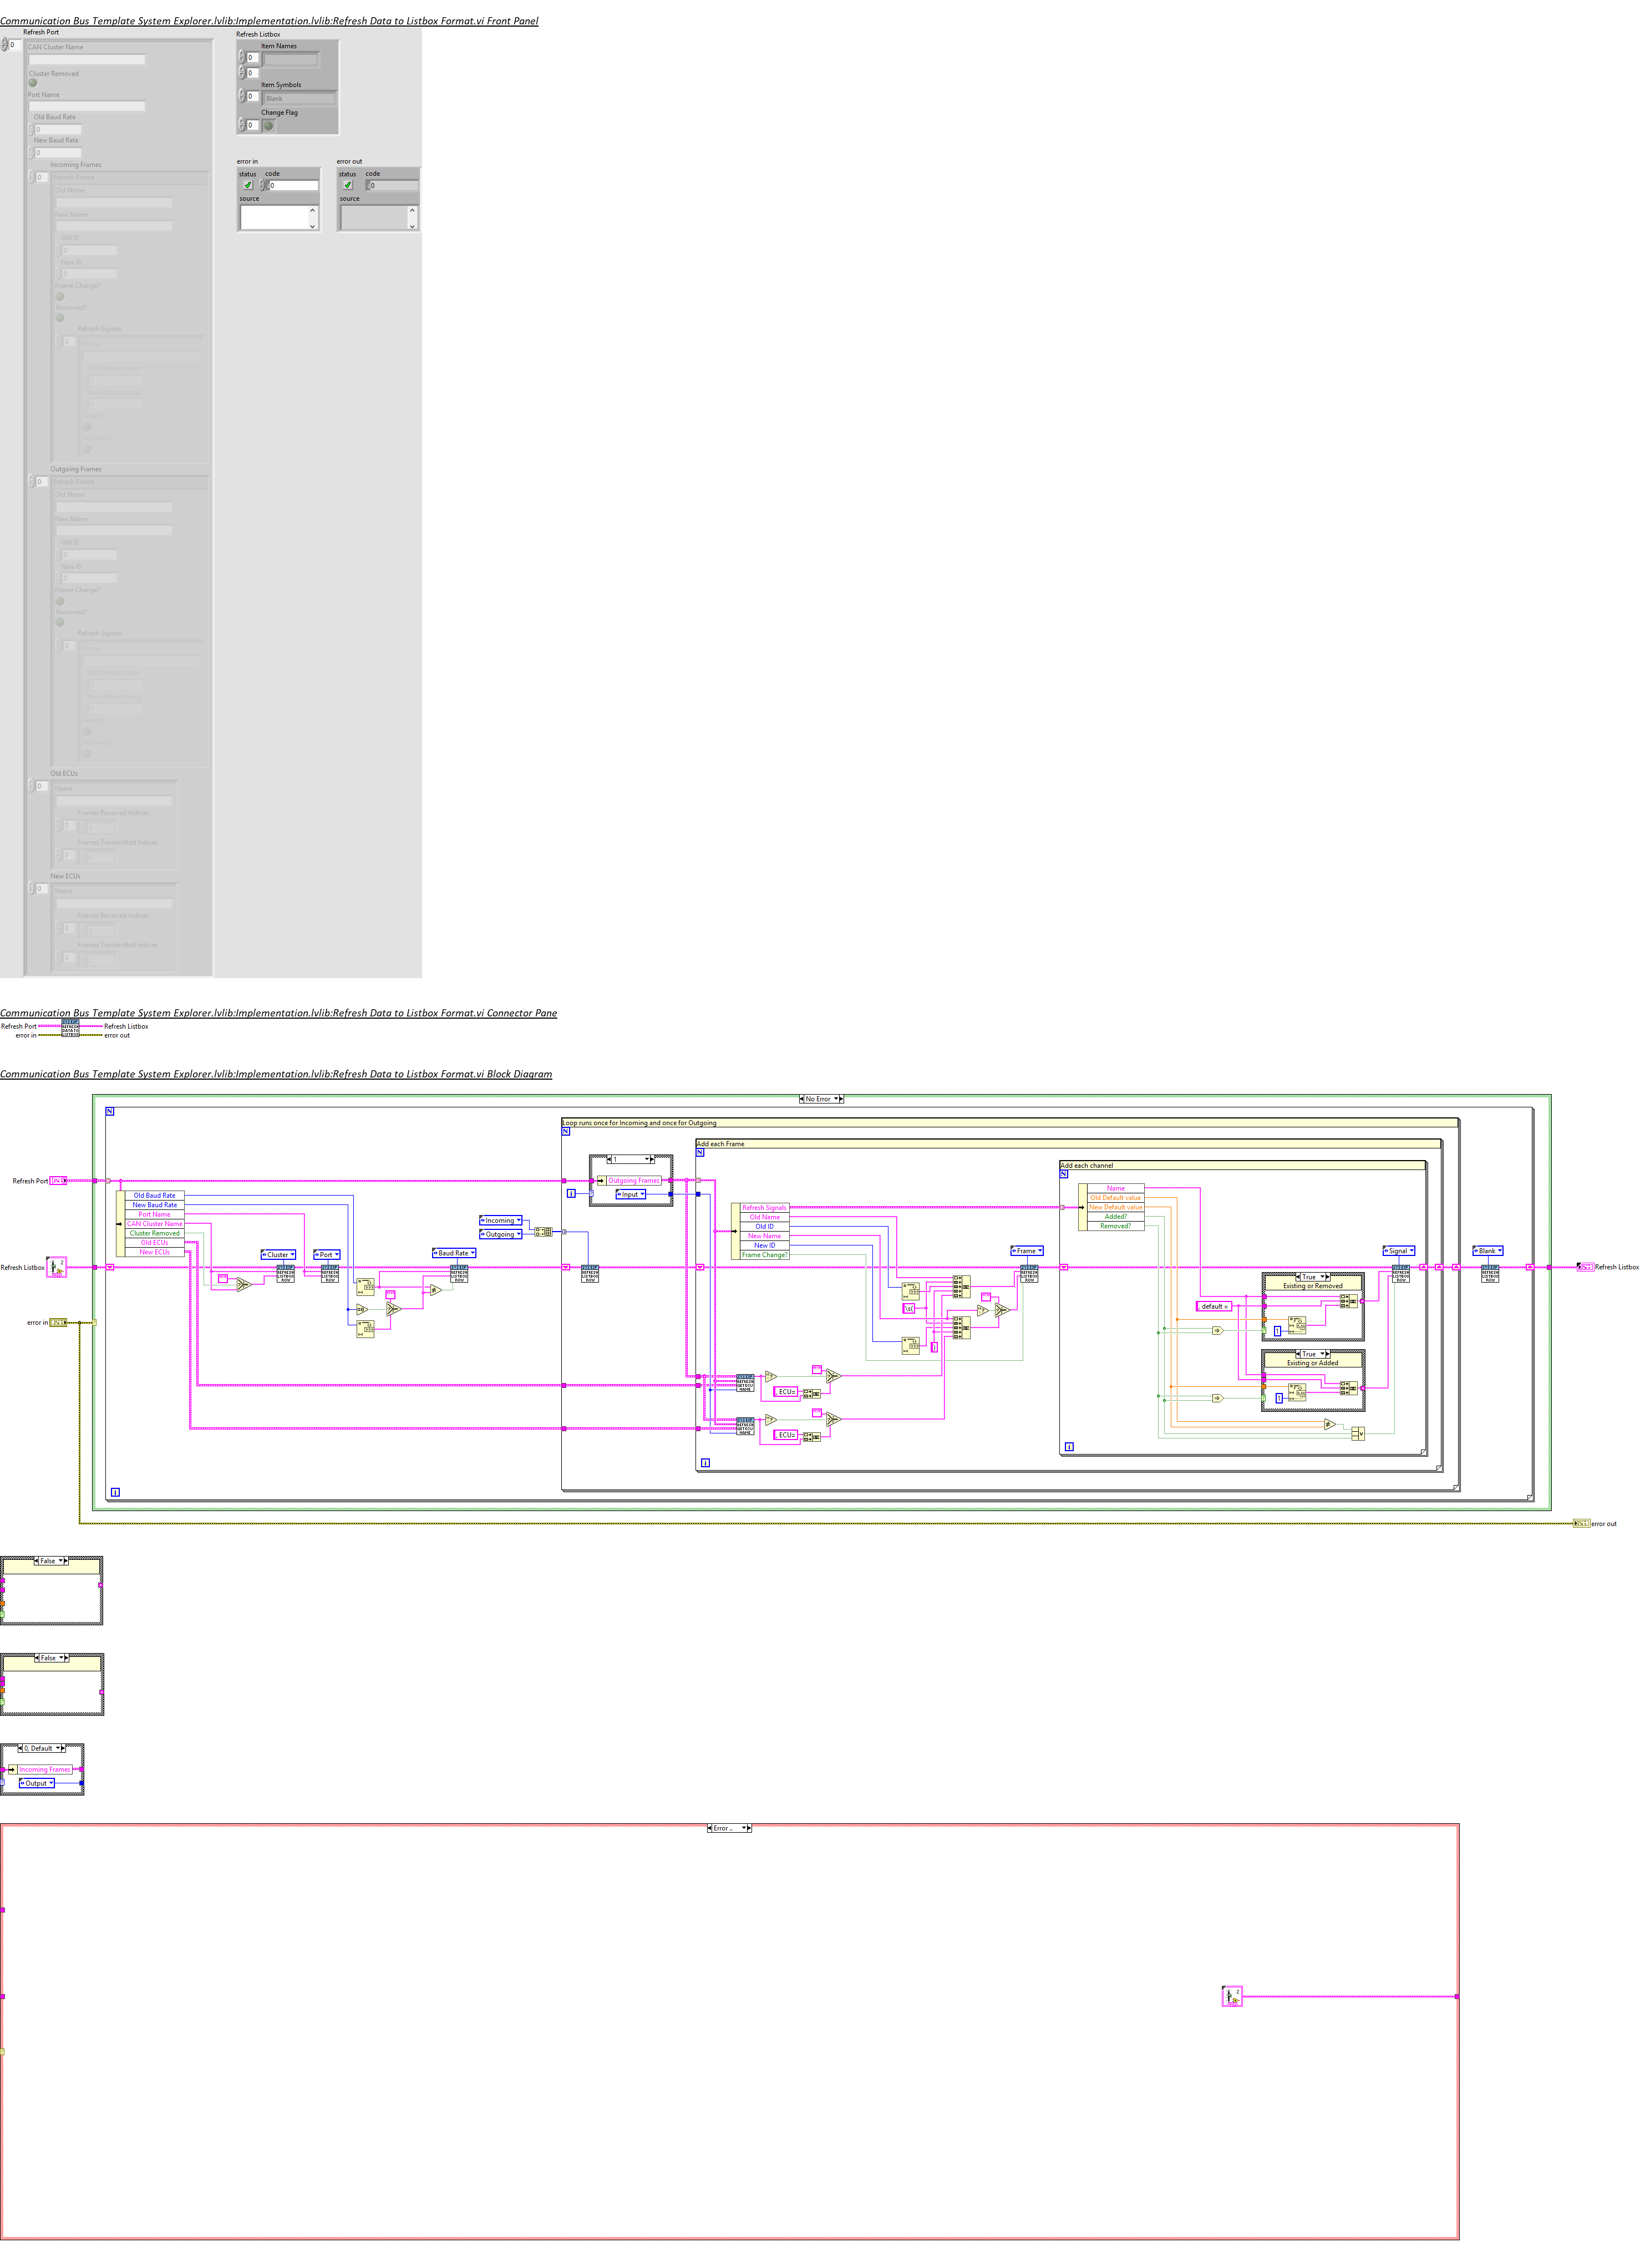 Communication Bus Template System Explorer.lvlib:Implementation.lvlib:Refresh Data to Listbox Format.vi Front Panel
Refresh Port
0
CAN Cluster Name
Cluster Removed
Port Name
Old Baud Rate
0
New Baud Rate
0
Incoming Frames
0
Refresh Frame
Old Name
New Name
Old ID
0
New ID
0
Frame Change?
Removed?
Refresh Signals
0
Outgoing Frames
0
Refresh Frame
Old Name
New Name
Old ID
0
New ID
0
Frame Change?
Removed?
Refresh Signals
0
Old ECUs
0
Name
Frames Received Indices
0
Frames Transmitted Indices
0
New ECUs
0
Name
Frames Received Indices
0
Frames Transmitted Indices
0
Refresh Listbox
Item Names
0
0
Item Symbols
0
Blank
Change Flag
0
error in
status code
0
source
error out
status code
0
source
Communication Bus Template System Explorer.lvlib:Implementation.lvlib:Refresh Data to Listbox Format.vi Connector Pane
Refresh Port
error in
Refresh Listbox
error out
Communication Bus Template System Explorer.lvlib:Implementation.lvlib:Refresh Data to Listbox Format.vi Block Diagram
No Error
N
Loop runs once for Incoming and once for Outgoing
N
Add each Frame
N
Add each channel
N
1
Outgoing Frames
Input
i
Refresh Port
Old Baud Rate
New Baud Rate
Port Name
CAN Cluster Name
Cluster Removed
Old ECUs
New ECUs
Cluster
Port
Baud Rate
Incoming
Outgoing
Refresh Signals
Old Name
Old ID
New Name
New ID
Frame Change?
Frame
Name
Old Default value
New Default value
Added?
Removed?
Signal
Blank
Refresh Listbox
Refresh Listbox
True
Existing or Removed
, default =
1
True
Existing or Added
1
\s(
)
ECU=
ECU=
error in
i
i
i
error out
False
False
0, Default
Incoming Frames
Output
Error ..